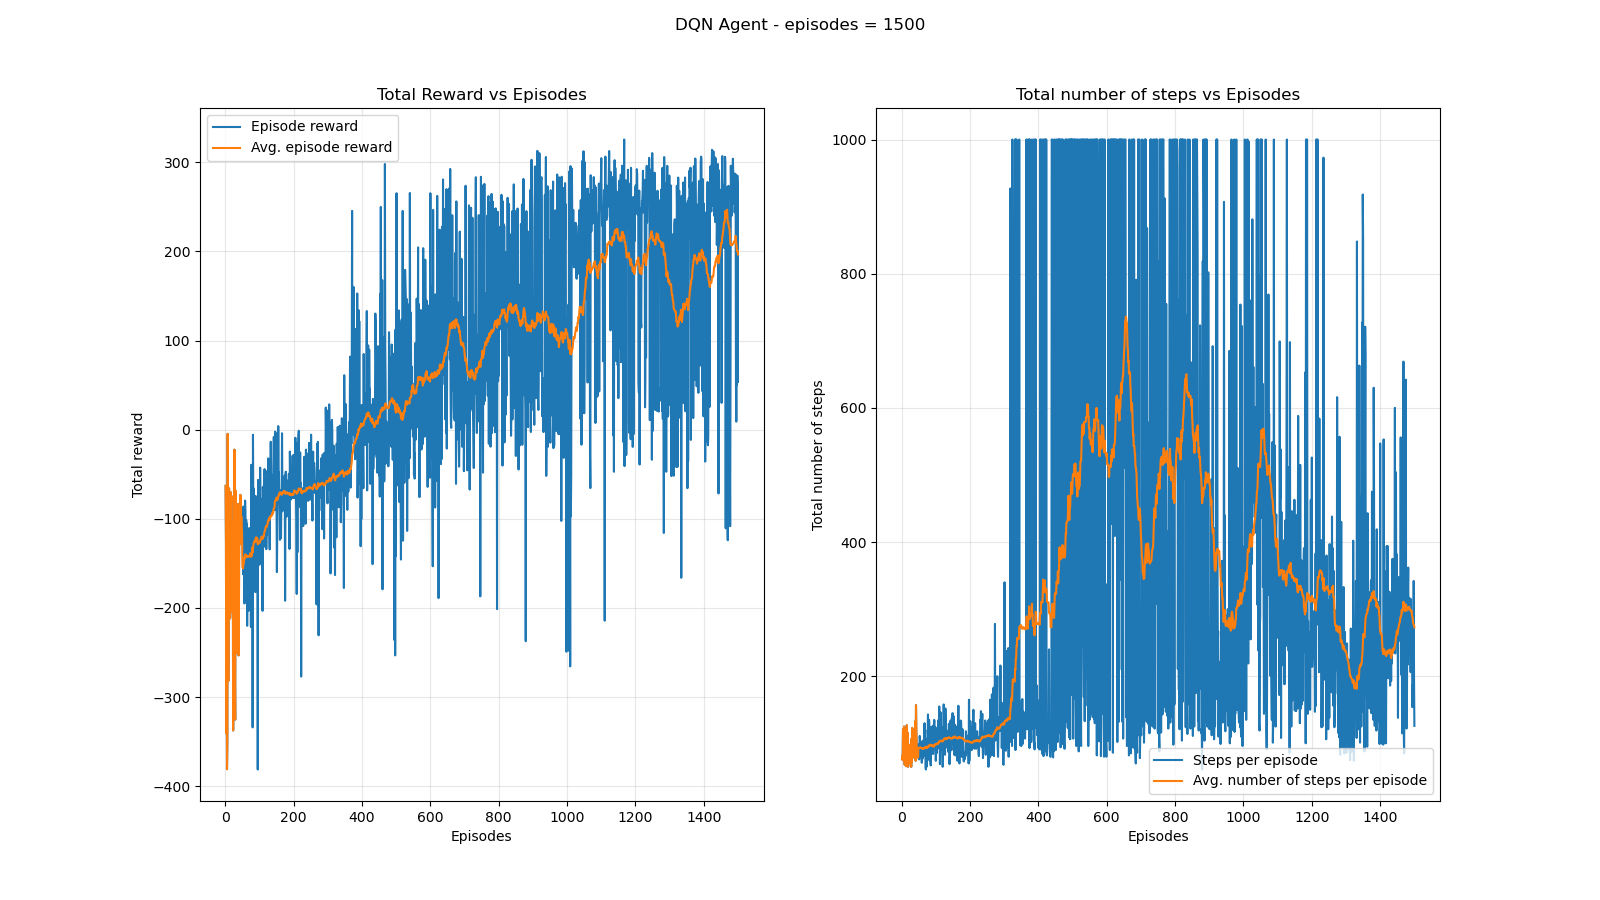 DQN Agent - episodes = 1500
Total Reward vs Episodes
Episode reward
Avg. episode reward
300
200
100
0
−100
−200
−300
−400
Total reward
0 200 400 600 800 1000 1200 1400
Episodes
Total number of steps vs Episodes
1000
800
600
400
200
Total number of steps
Steps per episode
Avg. number of steps per episode
0 200 400 600 800 1000 1200 1400
Episodes